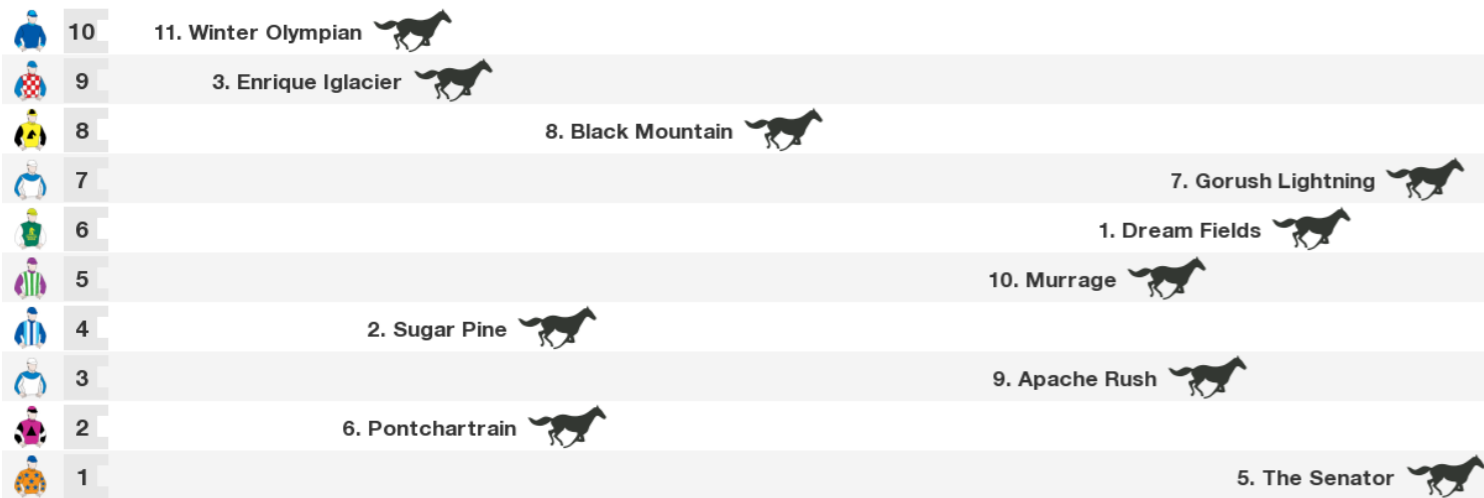 10 11. Winter Olympian
9 3. Enrique Iglacier
8 8. Black Mountain
7 7. Gorush Lightning
6 1. Dream Fields
5 10. Murrage
4 2. Sugar Pine
3 9. Apache Rush
2 6. Pontchartrain
1 5. The Senator